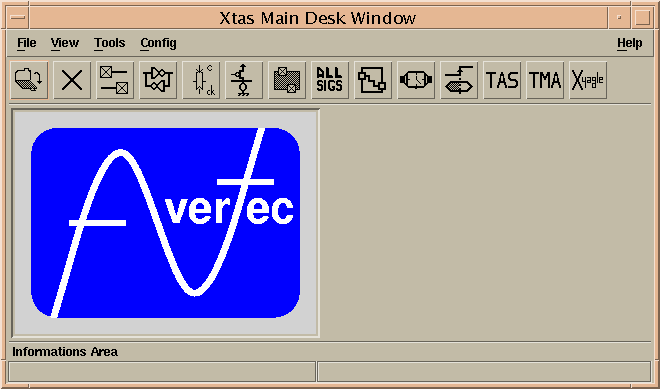 Xtas Main Desk Window
File View Tools Config Help
c ck ALL SIGS TAS TMA Xyagle
Avertec
Informations Area